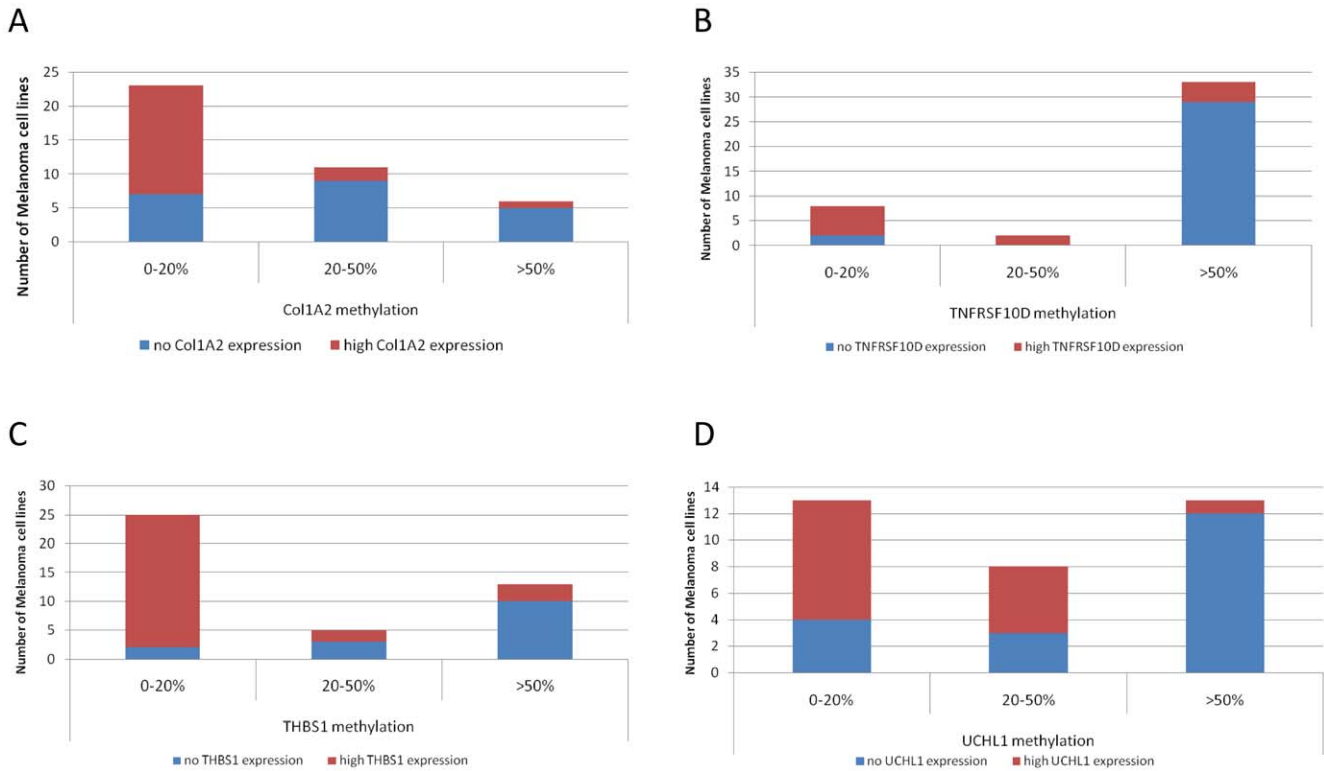 A
Number of Melanoma cell lines
25
20
15
10
5
0
0-20%
20-50%
>50%
Col1A2 methylation
no Col1A2 expression
high Col1A2 expression
B
Number of Melanoma cell lines
35
30
25
20
15
10
5
0
0-20%
20-50%
>50%
TNFRSF10D methylation
no TNFRSF10D expression
high TNFRSF10D expression
C
Number of Melanoma cell lines
30
25
20
15
10
5
0
0-20%
20-50%
>50%
THBS1 methylation
no THBS1 expression
high THBS1 expression
D
Number of Melanoma cell lines
14
12
10
8
6
4
2
0
0-20%
20-50%
>50%
UCHL1 methylation
no UCHL1 expression
high UCHL1 expression